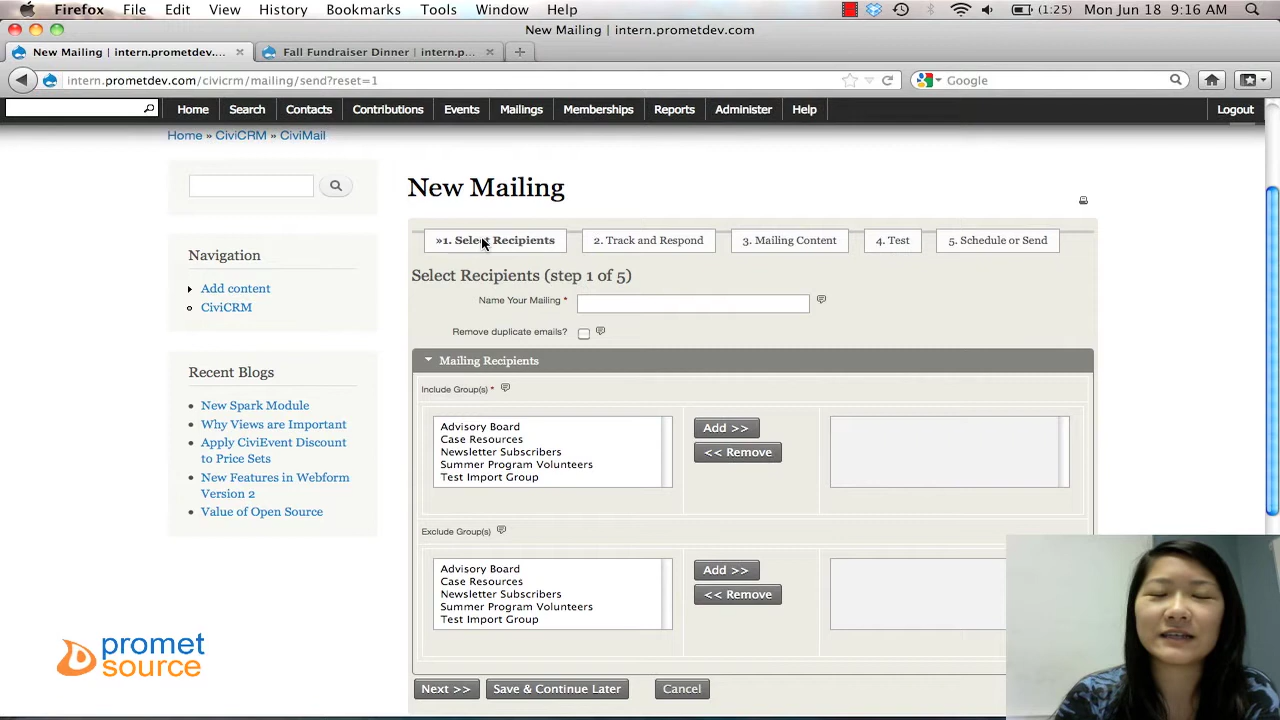 Firefox File Edit View History Bookmarks Tools Window Help (1:25) Mon Jun 18 9:16 AM
New Mailing | intern.prometdev.org
New Mailing | intern.prometdev.... Fall Fundraiser Dinner | intern.p...
intern.prometdev.org/civicrm/mailing/send?reset=1 Google
Home Search Contacts Contributions Events Mailings Memberships Reports Administer Help Logout
Home » CiviCRM » CiviMail
New Mailing
»1. Select Recipients 2. Track and Respond 3. Mailing Content 4. Test 5. Schedule or Send
Navigation
Add content
CiviCRM
Recent Blogs
New Spark Module
Why Views are Important
Apply CiviEvent Discount
to Price Sets
New Features in Webform
Version 2
Value of Open Source
Select Recipients (step 1 of 5)
Name Your Mailing *
Remove duplicate emails?
Mailing Recipients
Include Group(s) *
Advisory Board
Case Resources
Newsletter Subscribers
Summer Program Volunteers
Test Import Group
Add >>
<< Remove
Exclude Group(s)
Advisory Board
Case Resources
Newsletter Subscribers
Summer Program Volunteers
Test Import Group
Add >>
<< Remove
Next >> Save & Continue Later Cancel
promet
source